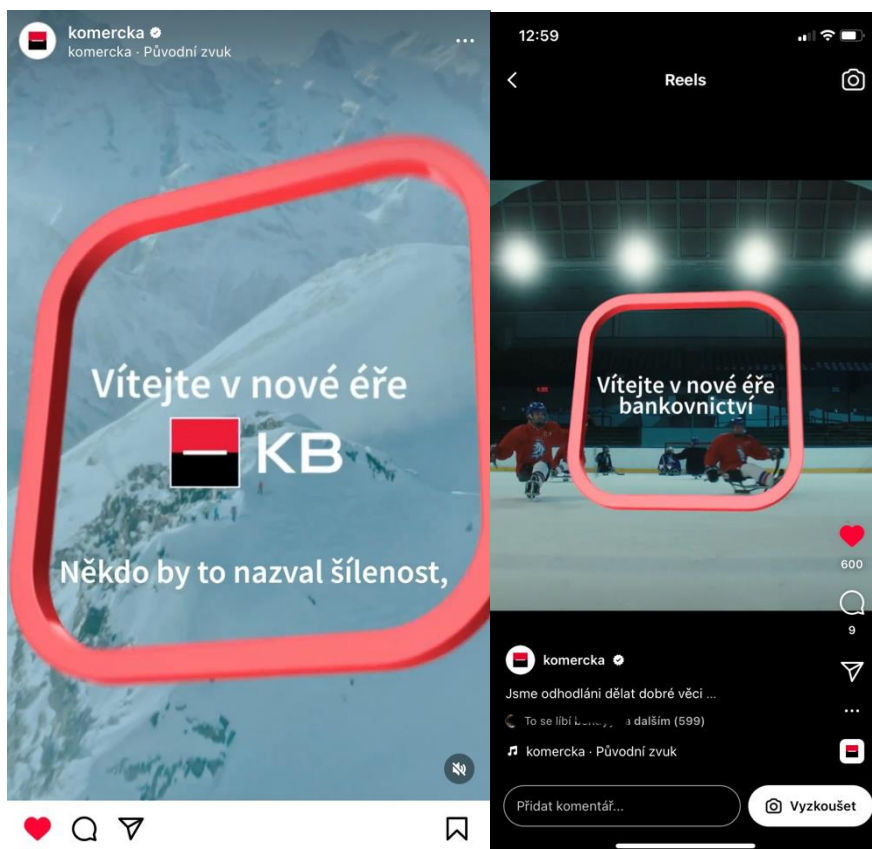 komercka
komercka · Původní zvuk
Vítejte v nové éře
KB
Někdo by to nazval šílenost,
12:59
Reels
Vítejte v nové éře
bankovnictví
600
9
komercka
Jsme odhodláni dělat dobré věci ...
To se líbí a dalším (599)
komercka · Původní zvuk
Přidat komentář...
Vyzkoušet